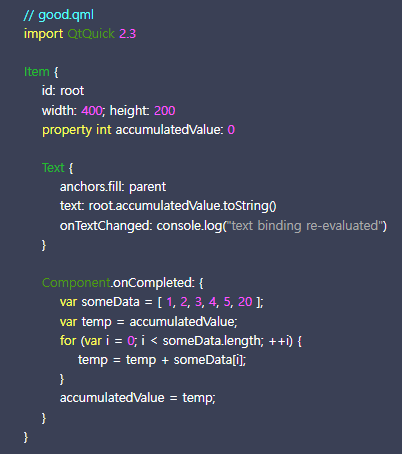 // good.qml
import QtQuick 2.3

Item {
    id: root
    width: 400; height: 200
    property int accumulatedValue: 0

    Text {
        anchors.fill: parent
        text: root.accumulatedValue.toString()
        onTextChanged: console.log("text binding re-evaluated")
    }

    Component.onCompleted: {
        var someData = [ 1, 2, 3, 4, 5, 20 ];
        var temp = accumulatedValue;
        for (var i = 0; i < someData.length; ++i) {
            temp = temp + someData[i];
        }
        accumulatedValue = temp;
    }
}